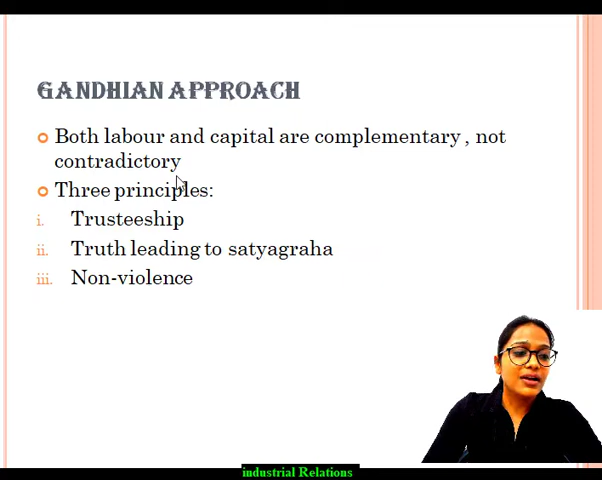 GANDHIAN APPROACH
Both labour and capital are complementary , not
contradictory
Three principles:
i. Trusteeship
ii. Truth leading to satyagraha
iii. Non-violence
industrial Relations